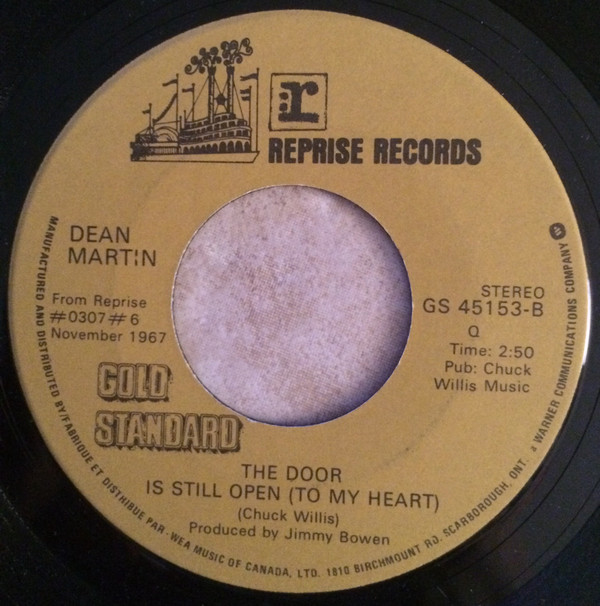 r
REPRISE RECORDS
DEAN
MARTIN
From Reprise
#0307#6
November 1967
GOLD
STANDARD
STEREO
GS 45153-B
Q
Time: 2:50
Pub: Chuck
Willis Music
THE DOOR
IS STILL OPEN (TO MY HEART)
(Chuck Willis)
Produced by Jimmy Bowen
MANUFACTURED AND DISTRIBUTED BY/FABRIQUE ET DISTRIBUE PAR-WEA MUSIC OF CANADA, LTD. 1810 BIRCHMOUNT RD. SCARBOROUGH, ONT. a WARNER COMMUNICATIONS COMPANY